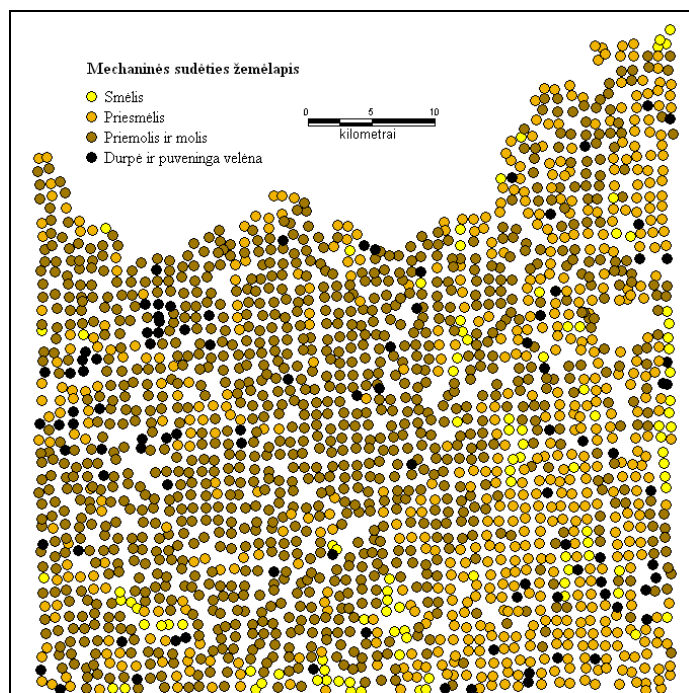 Mechaninės sudėties žemėlapis
Smėlis
Priesmėlis
Priemolis ir molis
Durpė ir puveninga velėna
0 5 10
kilometrai